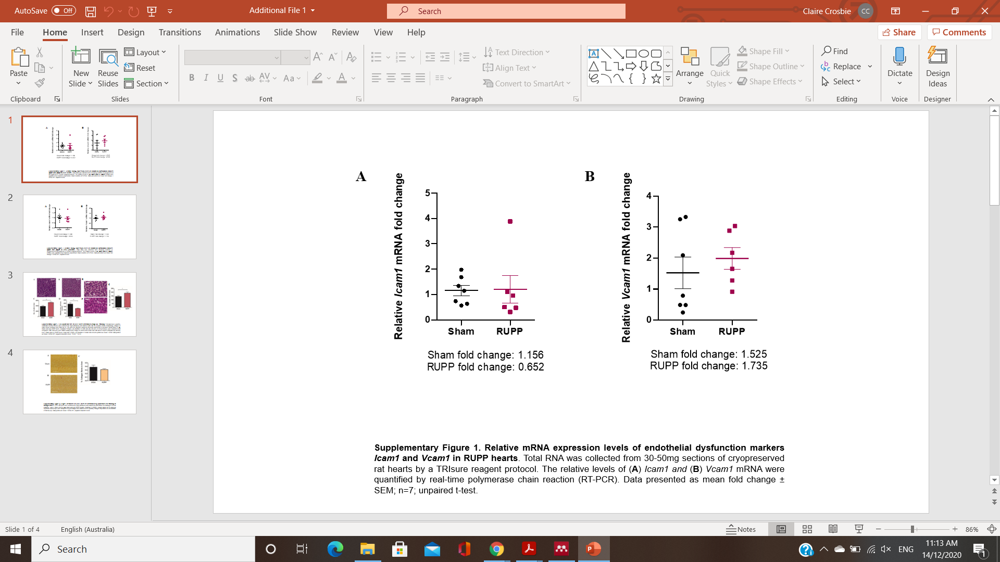 AutoSave Off
Additional File 1
Search
Claire Crosbie CC
File Home Insert Design Transitions Animations Slide Show Review View Help
Share Comments
Paste
Clipboard
New Slide
Reuse Slides
Layout
Reset
Section
Slides
B I U S ab AV Aa A
Font
Text Direction
Align Text
Convert to SmartArt
Paragraph
Arrange
Quick Styles
Shape Fill
Shape Outline
Shape Effects
Drawing
Find
Replace
Select
Editing
Dictate
Voice
Design Ideas
Designer
1
2
3
4
A
Relative Icam1 mRNA fold change
5
4
3
2
1
0
Sham RUPP
Sham fold change: 1.156
RUPP fold change: 0.652
B
Relative Vcam1 mRNA fold change
4
3
2
1
0
Sham RUPP
Sham fold change: 1.525
RUPP fold change: 1.735
Supplementary Figure 1. Relative mRNA expression levels of endothelial dysfunction markers
Icam1 and Vcam1 in RUPP hearts. Total RNA was collected from 30-50mg sections of cryopreserved
rat hearts by a TRIsure reagent protocol. The relative levels of (A) Icam1 and (B) Vcam1 mRNA were
quantified by real-time polymerase chain reaction (RT-PCR). Data presented as mean fold change ±
SEM; n=7; unpaired t-test.
Slide 1 of 4 English (Australia)
Notes
86%
Search
ENG
11:13 AM
14/12/2020
1